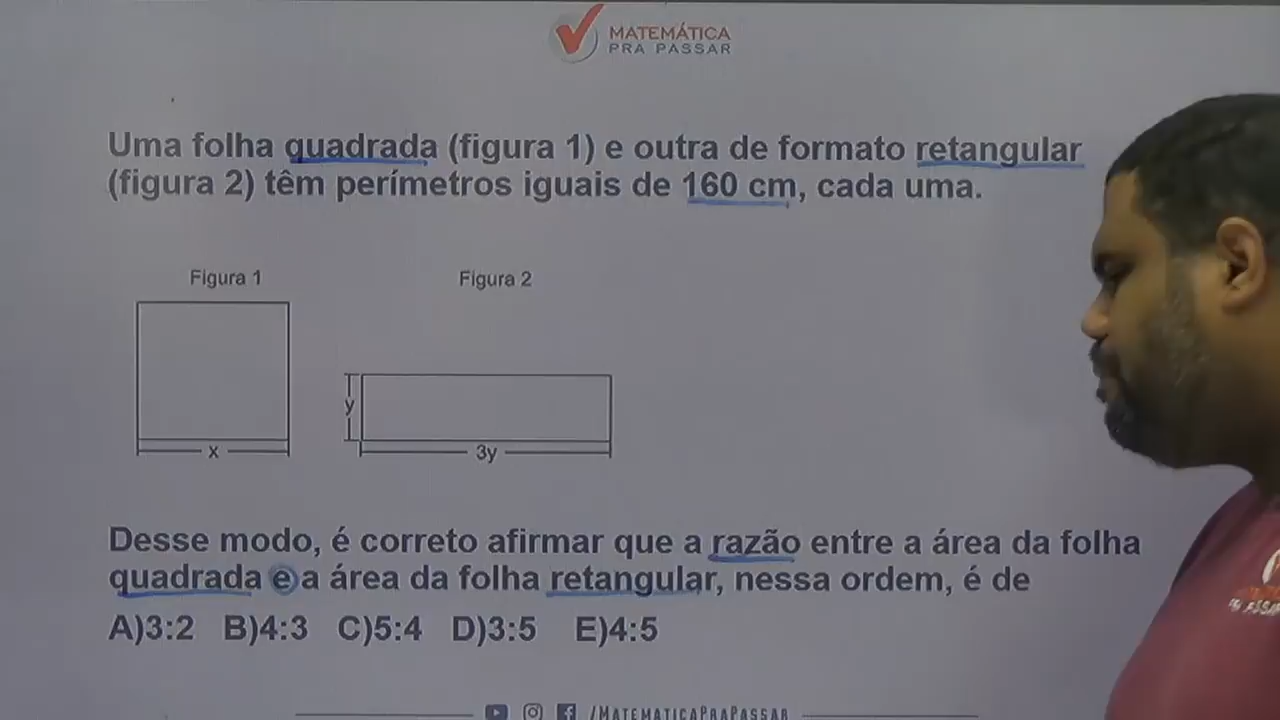 MATEMÁTICA
PRA PASSAR
Uma folha quadrada (figura 1) e outra de formato retangular
(figura 2) têm perímetros iguais de 160 cm, cada uma.
Figura 1
Figura 2
y
x
3y
Desse modo, é correto afirmar que a razão entre a área da folha
quadrada e a área da folha retangular, nessa ordem, é de
A)3:2 B)4:3 C)5:4 D)3:5 E)4:5
/MATEMATICAPRAPASSAR